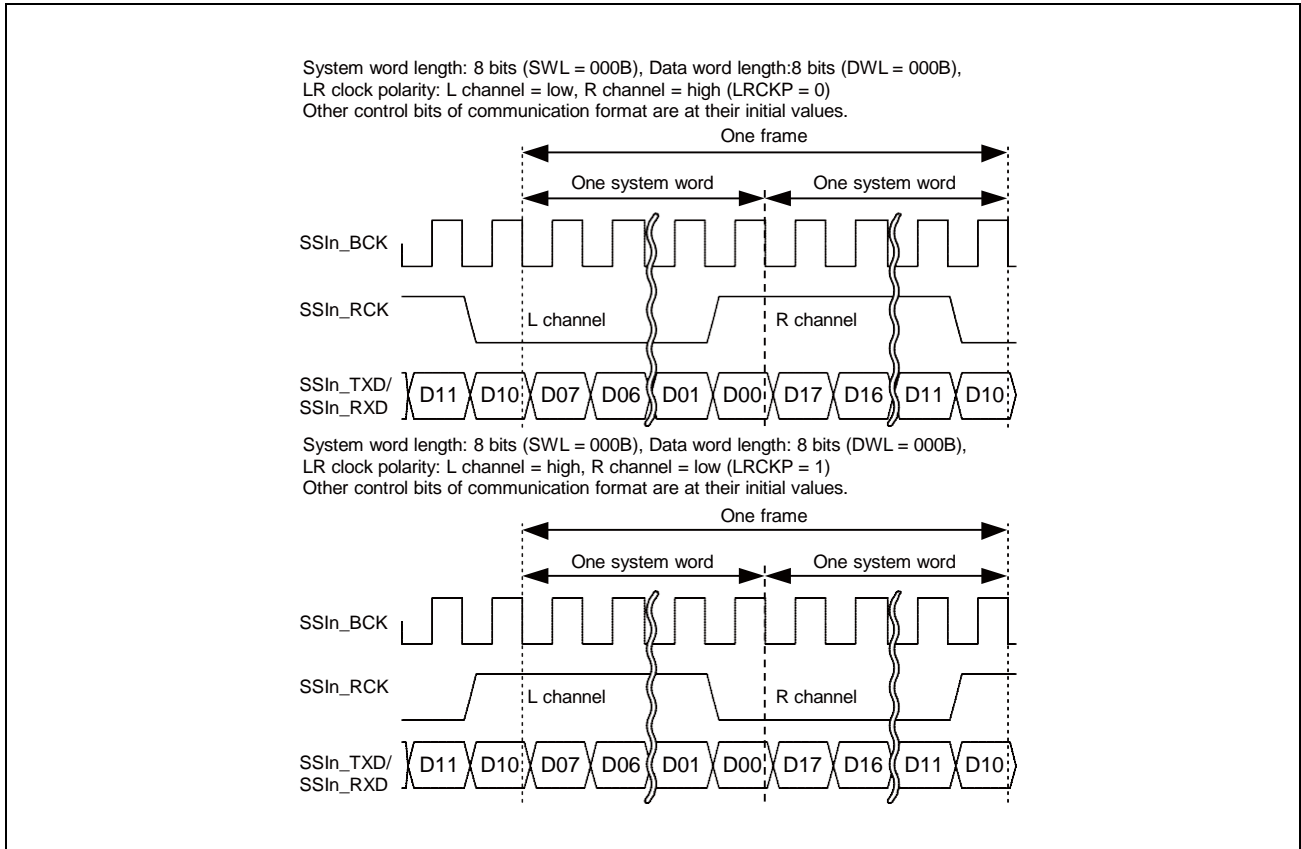 System word length: 8 bits (SWL = 000B), Data word length:8 bits (DWL = 000B),
LR clock polarity: L channel = low, R channel = high (LRCKP = 0)
Other control bits of communication format are at their initial values.
One frame
One system word One system word
SSIn_BCK
SSIn_RCK L channel R channel
SSIn_TXD/
SSIn_RXD D11 D10 D07 D06 D01 D00 D17 D16 D11 D10
System word length: 8 bits (SWL = 000B), Data word length: 8 bits (DWL = 000B),
LR clock polarity: L channel = high, R channel = low (LRCKP = 1)
Other control bits of communication format are at their initial values.
One frame
One system word One system word
SSIn_BCK
SSIn_RCK L channel R channel
SSIn_TXD/
SSIn_RXD D11 D10 D07 D06 D01 D00 D17 D16 D11 D10